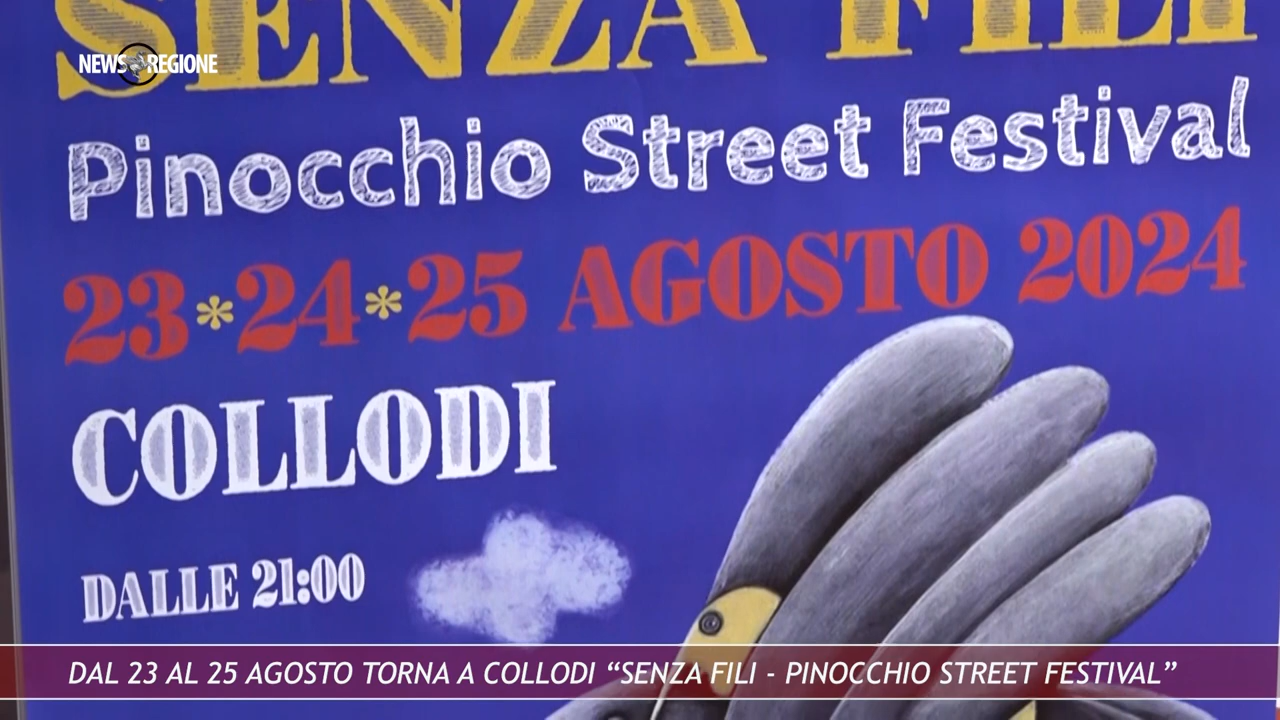 SENZA FILI
NEWS REGIONE
Pinocchio Street Festival
23*24*25 AGOSTO 2024
COLLODI
DALLE 21:00
DAL 23 AL 25 AGOSTO TORNA A COLLODI “SENZA FILI - PINOCCHIO STREET FESTIVAL”